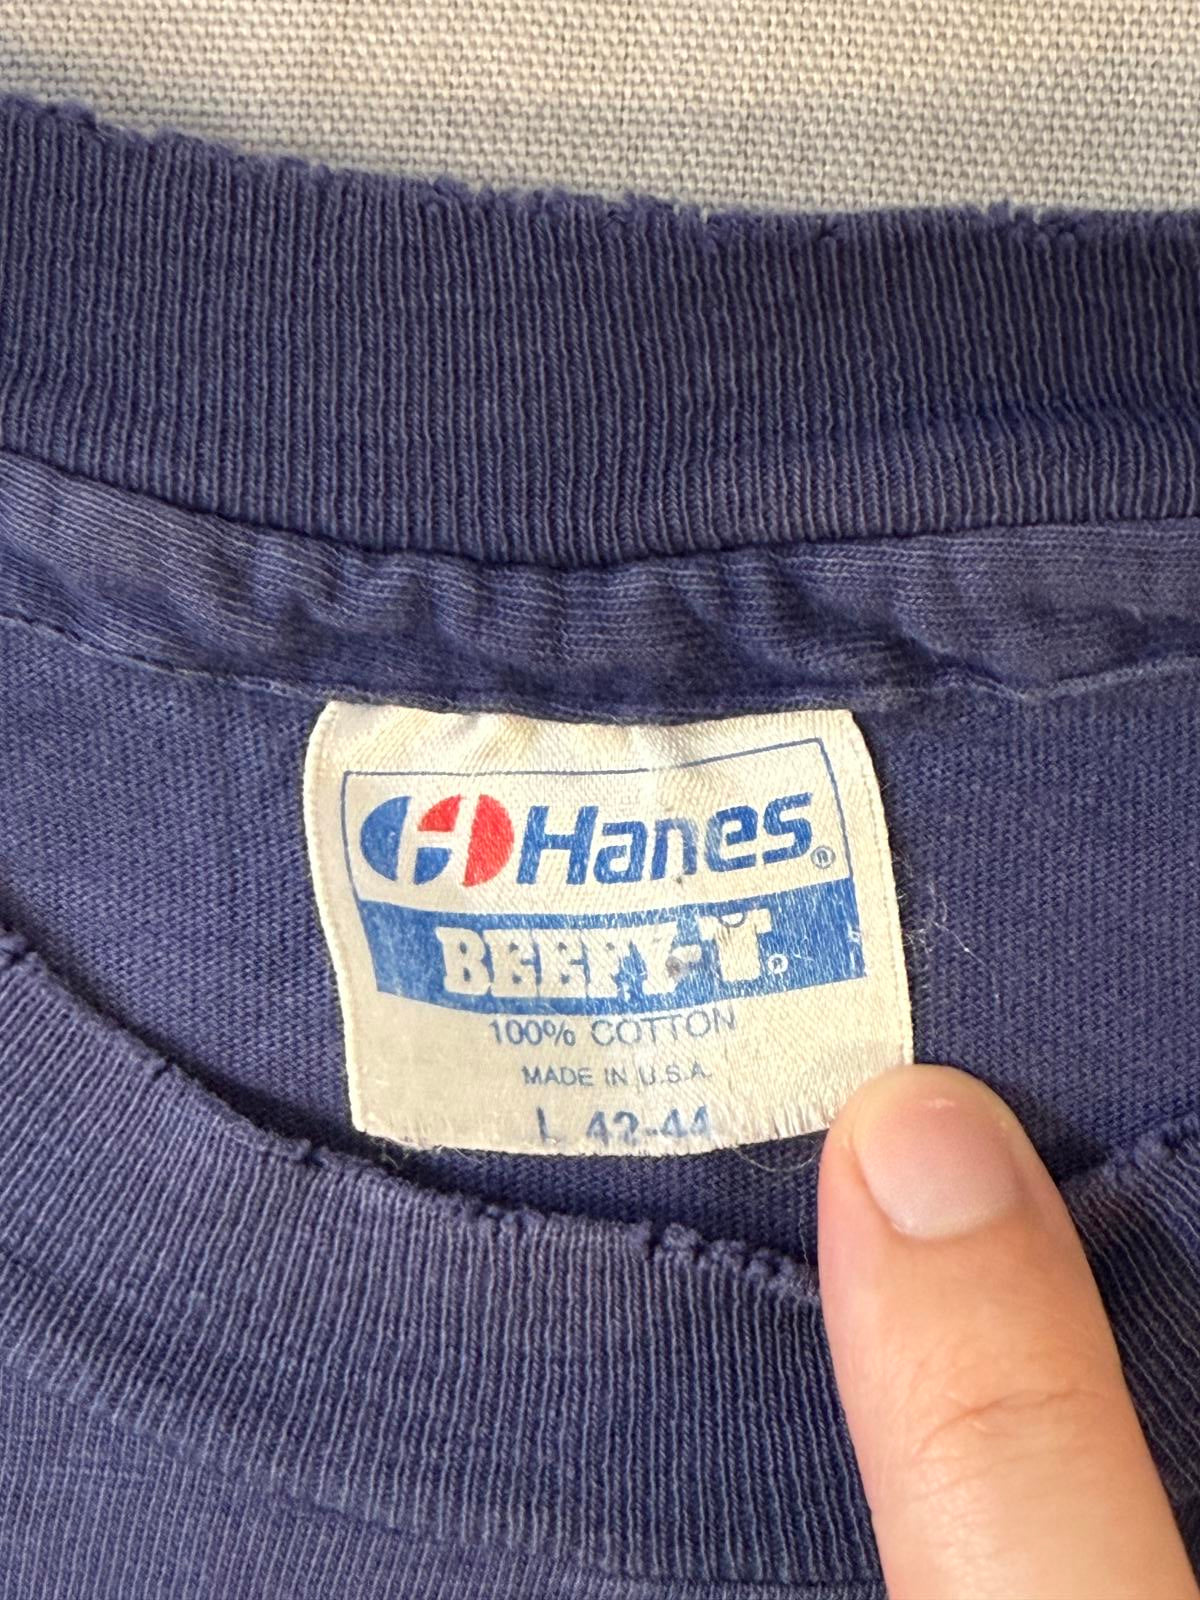 Hanes®
BEEFY-T®
100% COTTON
MADE IN U.S.A.
L 42-44